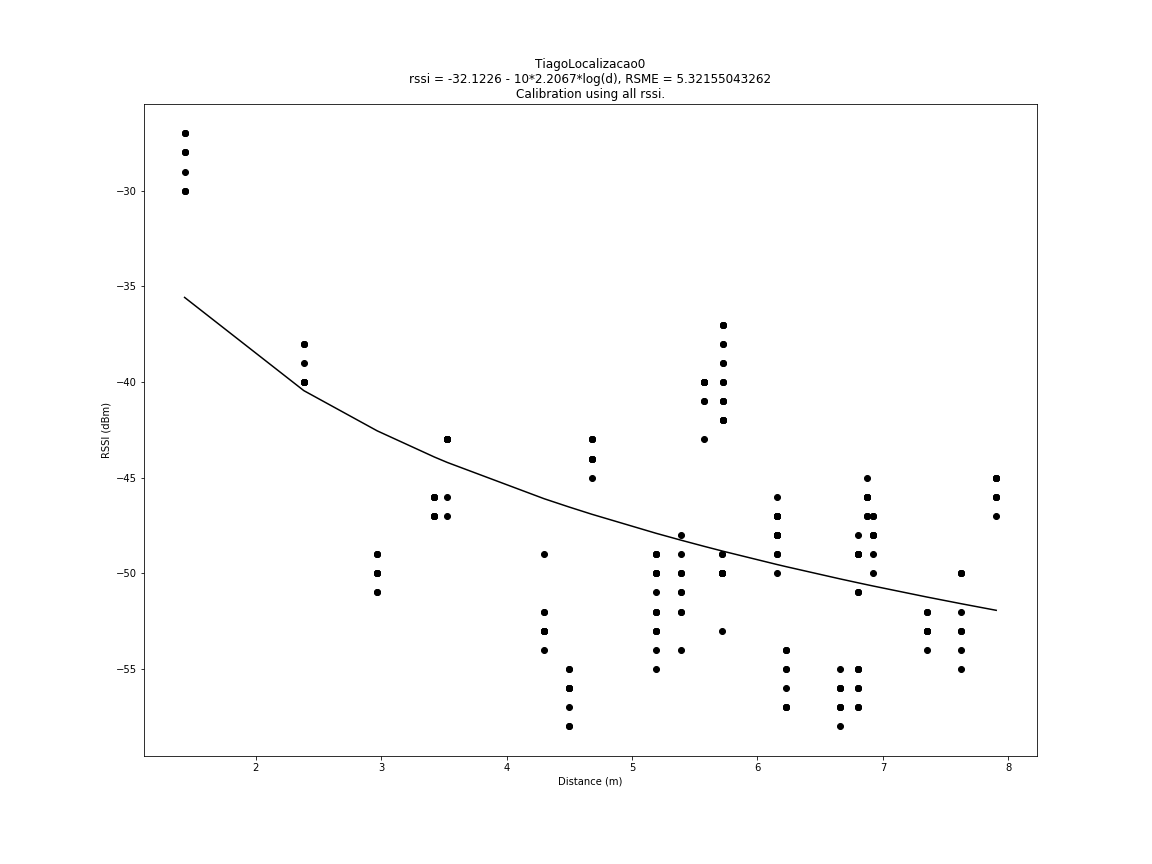 TiagoLocalizacao0
rssi = -32.1226 - 10*2.2067*log(d), RSME = 5.32155043262
Calibration using all rssi.
−30
−35
−40
−45
−50
−55
RSSI (dBm)
2 3 4 5 6 7 8
Distance (m)